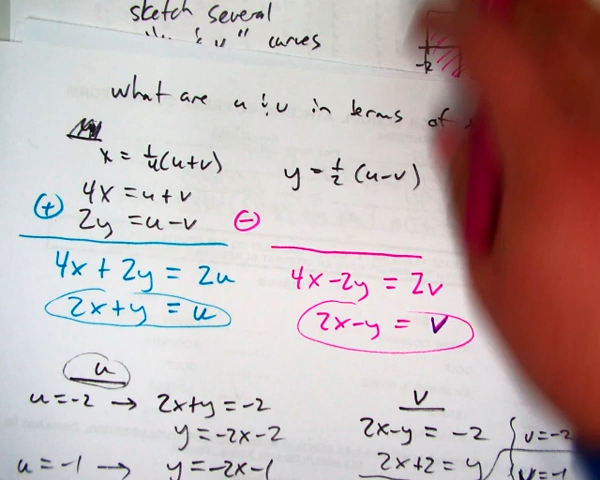 sketch several
"u & v" curves
-2
what are u & v in terms of
x = 1/4(u+v)
y = 1/2 (u-v)
4x = u+v
⊕ 2y = u-v ⊖
4x + 2y = 2u
4x-2y = 2v
2x+y = u
2x-y = v
u
v
u=-2 → 2x+y = -2
2x-y = -2
v=-2
y = -2x-2
2x+2 = y
v=-1
u=-1 → y=-2x-1